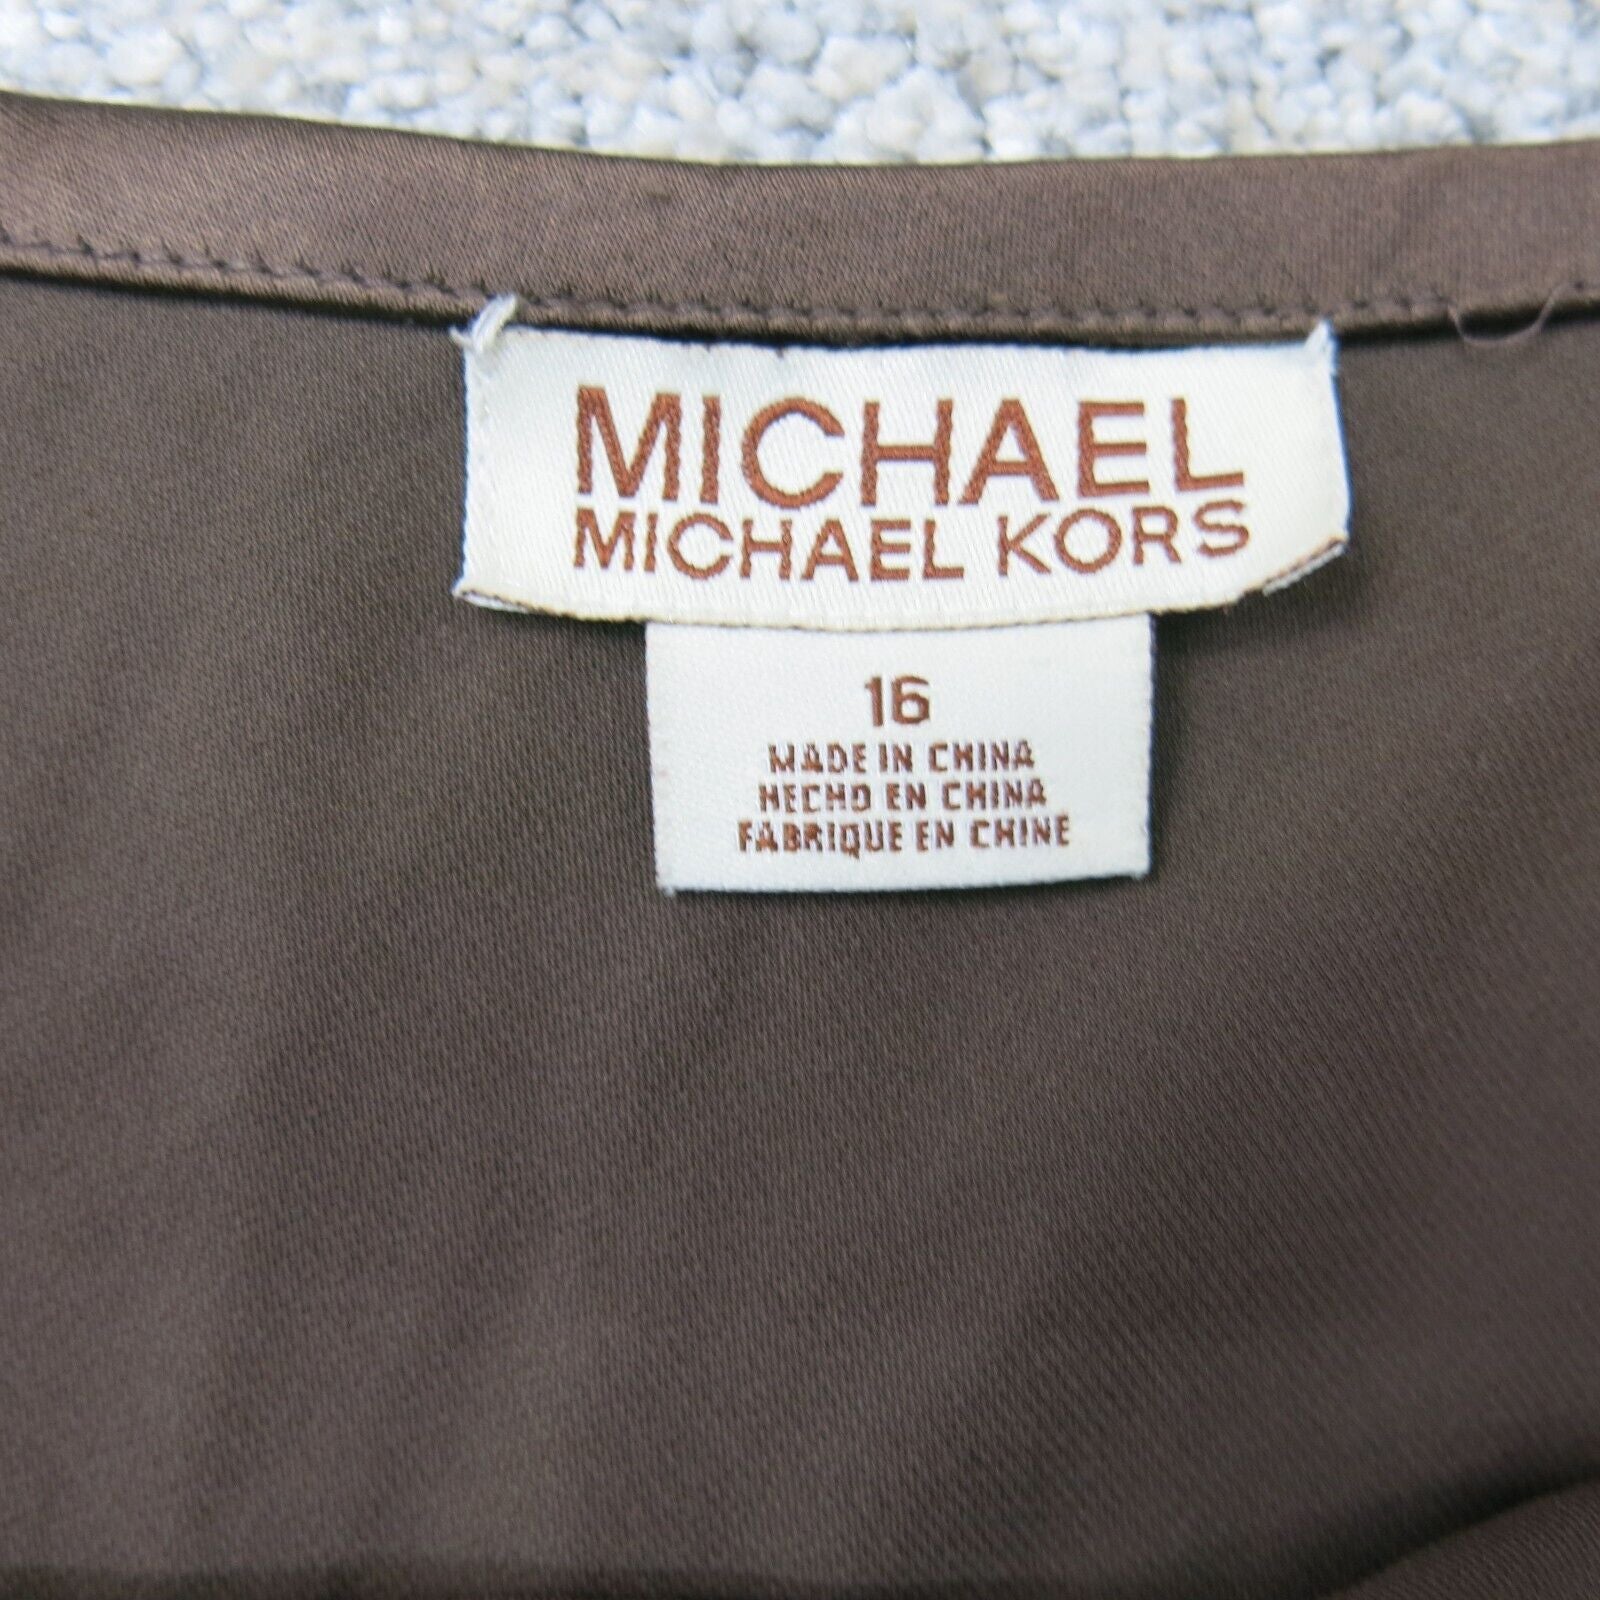 MICHAEL
MICHAEL KORS
16
MADE IN CHINA
HECHO EN CHINA
FABRIQUE EN CHINE